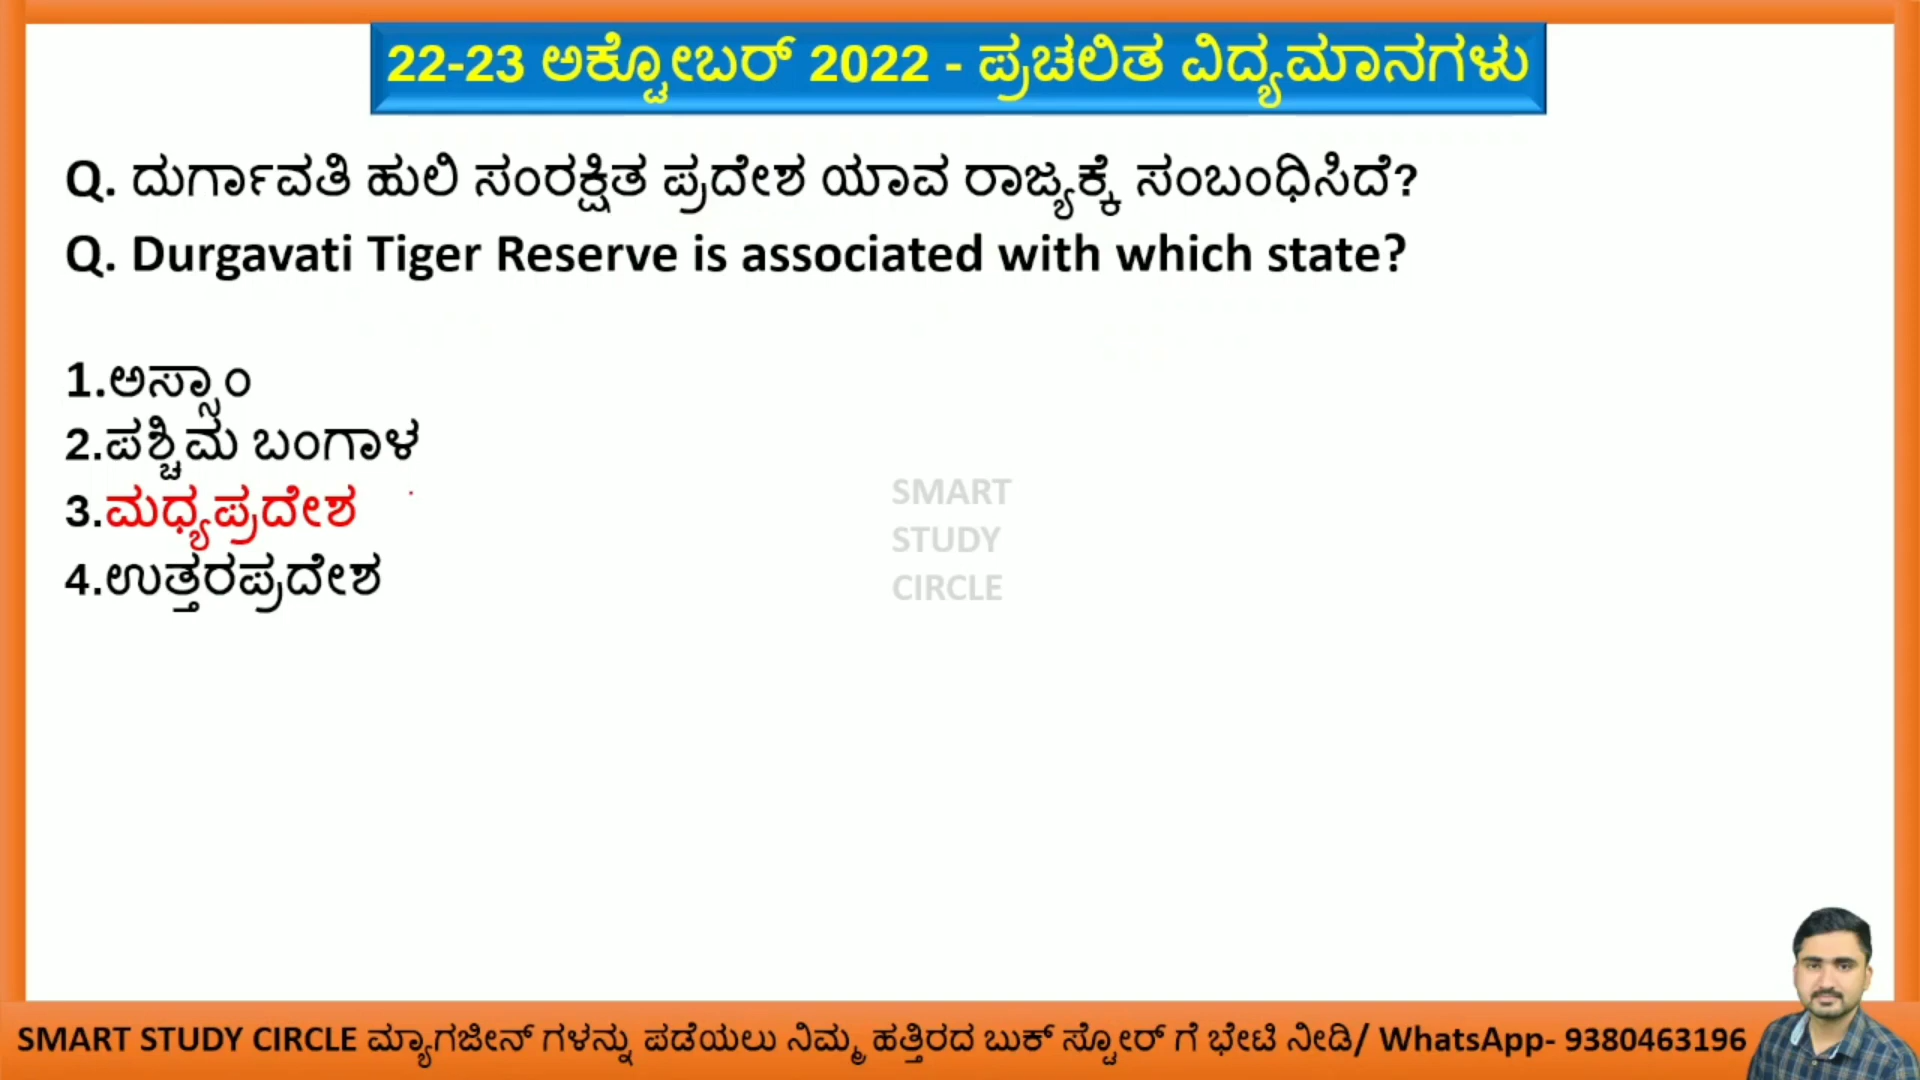 22-23 ಅಕ್ಟೋಬರ್ 2022 - ಪ್ರಚಲಿತ ವಿದ್ಯಮಾನಗಳು
Q. ದುರ್ಗಾವತಿ ಹುಲಿ ಸಂರಕ್ಷಿತ ಪ್ರದೇಶ ಯಾವ ರಾಜ್ಯಕ್ಕೆ ಸಂಬಂಧಿಸಿದೆ?
Q. Durgavati Tiger Reserve is associated with which state?
1.ಅಸ್ಸಾಂ
2.ಪಶ್ಚಿಮ ಬಂಗಾಳ
3.ಮಧ್ಯಪ್ರದೇಶ
4.ಉತ್ತರಪ್ರದೇಶ
SMART
STUDY
CIRCLE
SMART STUDY CIRCLE ಮ್ಯಾಗಜೀನ್ ಗಳನ್ನು ಪಡೆಯಲು ನಿಮ್ಮ ಹತ್ತಿರದ ಬುಕ್ ಸ್ಟೋರ್ ಗೆ ಭೇಟಿ ನೀಡಿ/ WhatsApp- 9380463196